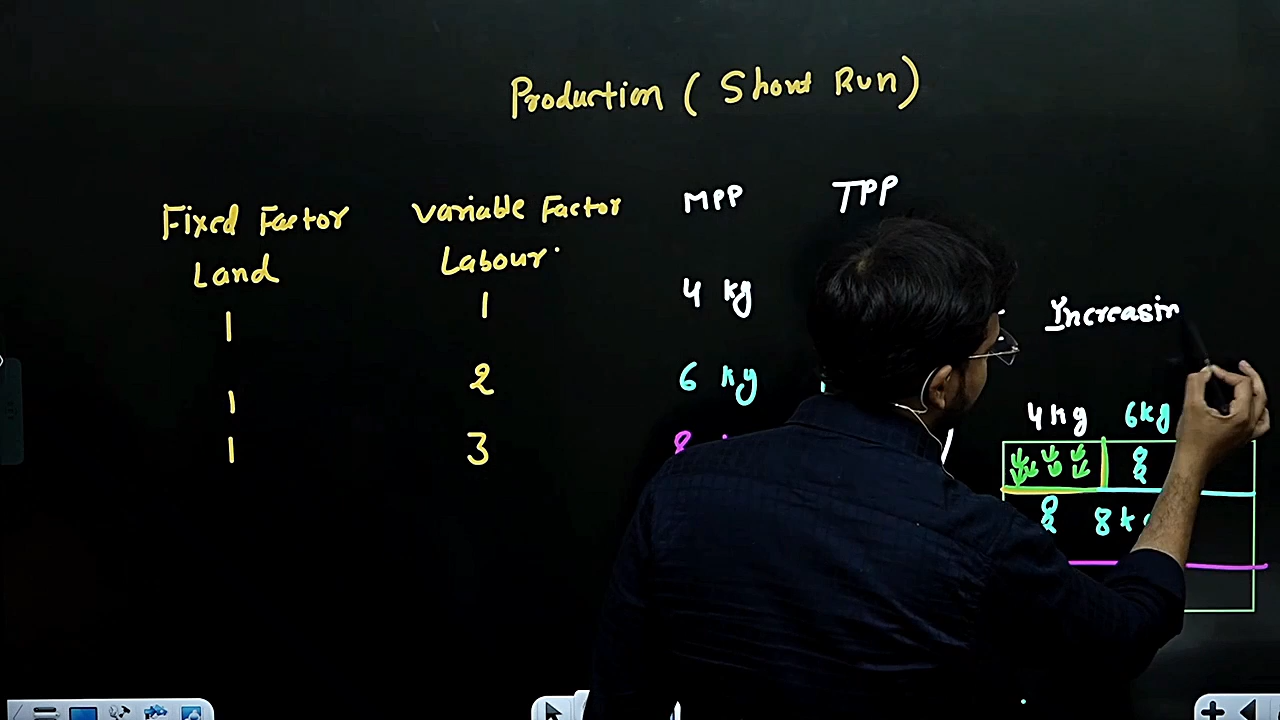 Production ( Short Run )
Fixed Factor Variable Factor MPP TPP
Land Labour
1 1 4 kg
1 2 6 kg
1 3 8
Increasin
4 kg 6kg
8 k